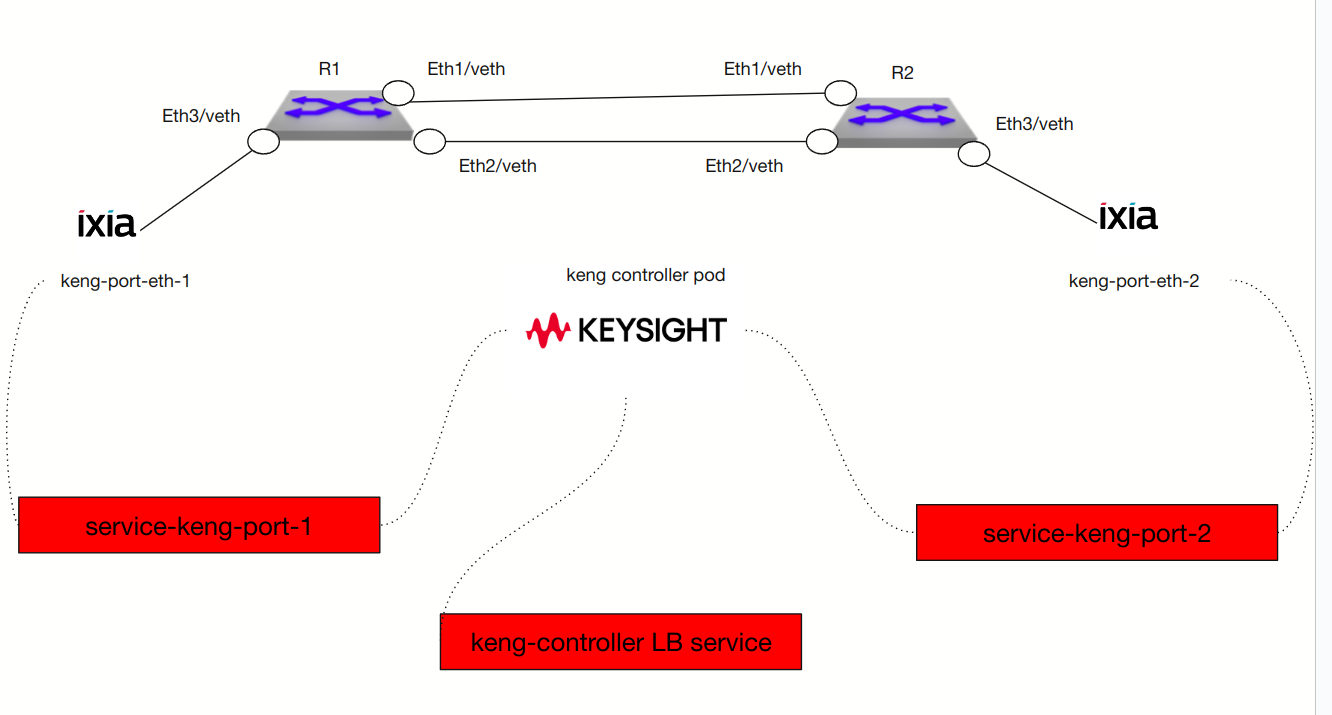 R1
Eth1/veth
Eth1/veth
R2
Eth3/veth
Eth3/veth
Eth2/veth
Eth2/veth
ixia
ixia
keng-port-eth-1
keng controller pod
keng-port-eth-2
KEYSIGHT
service-keng-port-1
service-keng-port-2
keng-controller LB service